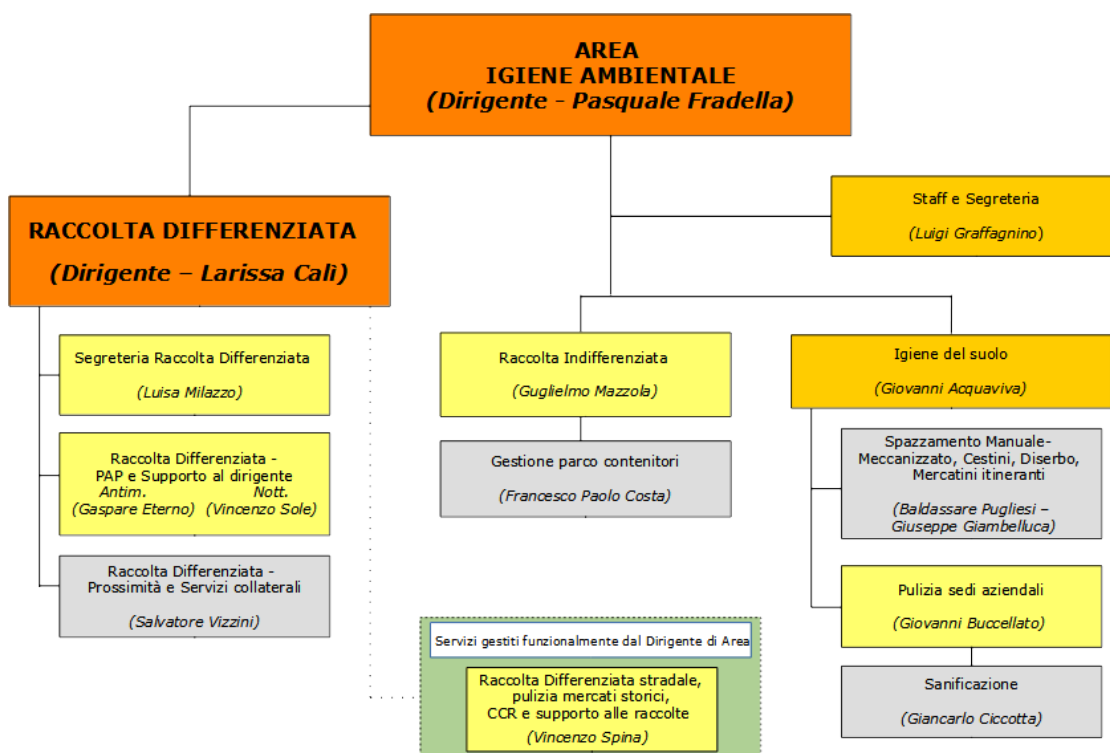 AREA
IGIENE AMBIENTALE
(Dirigente - Pasquale Fradella)
RACCOLTA DIFFERENZIATA
(Dirigente – Larissa Calì)
Staff e Segreteria
(Luigi Graffagnino)
Segreteria Raccolta Differenziata
(Luisa Milazzo)
Raccolta Differenziata -
PAP e Supporto al dirigente
Antim. Nott.
(Gaspare Eterno) (Vincenzo Sole)
Raccolta Differenziata -
Prossimità e Servizi collaterali
(Salvatore Vizzini)
Raccolta Indifferenziata
(Guglielmo Mazzola)
Gestione parco contenitori
(Francesco Paolo Costa)
Igiene del suolo
(Giovanni Acquaviva)
Spazzamento Manuale-
Meccanizzato, Cestini, Diserbo,
Mercatini itineranti
(Baldassare Pugliesi –
Giuseppe Giambelluca)
Pulizia sedi aziendali
(Giovanni Buccellato)
Sanificazione
(Giancarlo Ciccotta)
Servizi gestiti funzionalmente dal Dirigente di Area
Raccolta Differenziata stradale,
pulizia mercati storici,
CCR e supporto alle raccolte
(Vincenzo Spina)